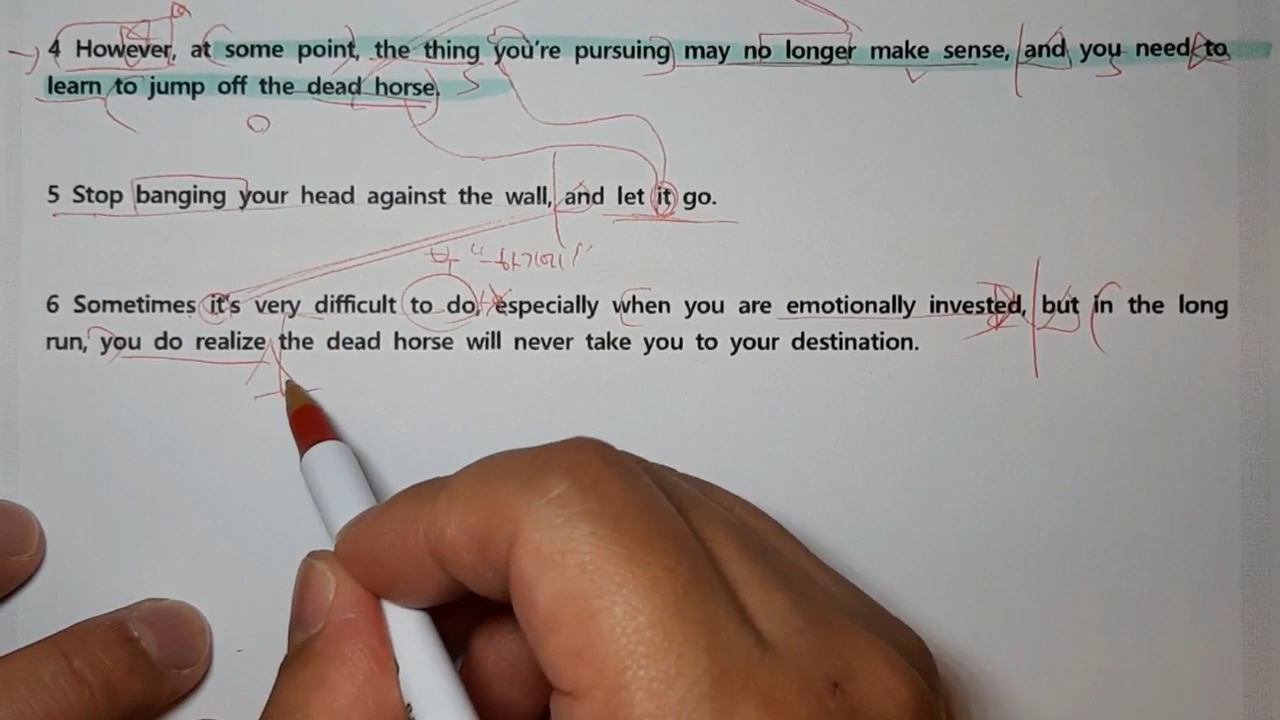 4 However, at some point, the thing you're pursuing may no longer make sense, and you need to
learn to jump off the dead horse.
5 Stop banging your head against the wall, and let it go.
6 Sometimes it's very difficult to do, especially when you are emotionally invested, but in the long
run, you do realize the dead horse will never take you to your destination.